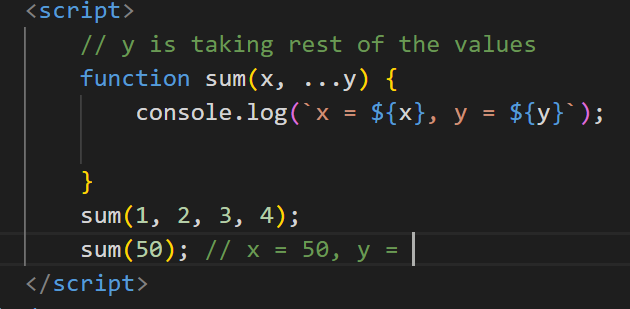 <script>
// y is taking rest of the values
function sum(x, ...y) {
console.log(`x = ${x}, y = ${y}`);
}
sum(1, 2, 3, 4);
sum(50); // x = 50, y =
</script>